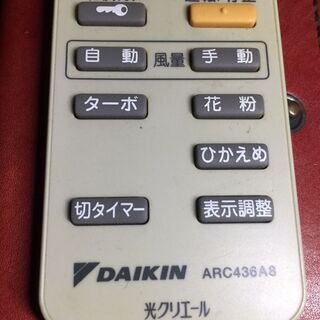 自動
風量
手動
ターボ
花粉
ひかえめ
切タイマー
表示調整
DAIKIN ARC436A8
光クリエール